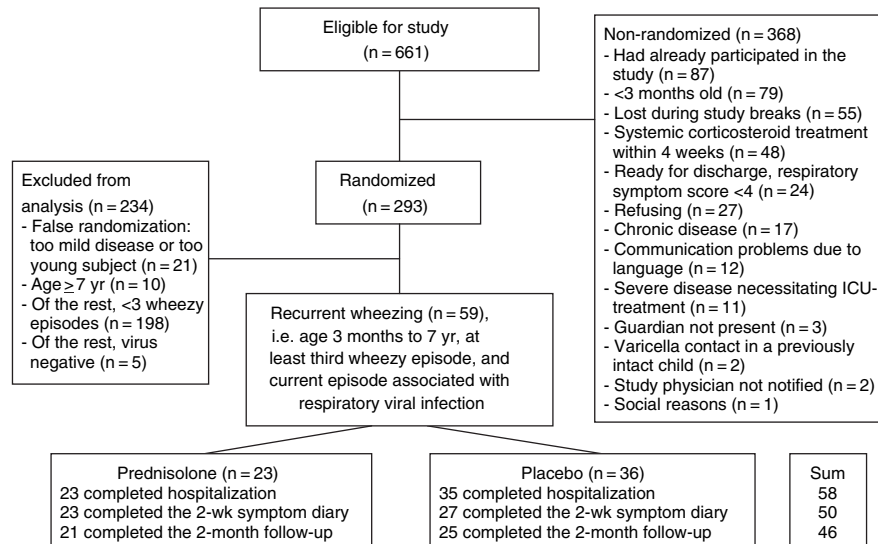 Eligible for study
(n = 661)
Non-randomized (n = 368)
- Had already participated in the
study (n = 87)
- <3 months old (n = 79)
- Lost during study breaks (n = 55)
- Systemic corticosteroid treatment
within 4 weeks (n = 48)
- Ready for discharge, respiratory
symptom score <4 (n = 24)
- Refusing (n = 27)
- Chronic disease (n = 17)
- Communication problems due to
language (n = 12)
- Severe disease necessitating ICU-
treatment (n = 11)
- Guardian not present (n = 3)
- Varicella contact in a previously
intact child (n = 2)
- Study physician not notified (n = 2)
- Social reasons (n = 1)
Randomized
(n = 293)
Excluded from
analysis (n = 234)
- False randomization:
too mild disease or too
young subject (n = 21)
- Age ≥ 7 yr (n = 10)
- Of the rest, <3 wheezy
episodes (n = 198)
- Of the rest, virus
negative (n = 5)
Recurrent wheezing (n = 59),
i.e. age 3 months to 7 yr, at
least third wheezy episode, and
current episode associated with
respiratory viral infection
Prednisolone (n = 23)
23 completed hospitalization
23 completed the 2-wk symptom diary
21 completed the 2-month follow-up
Placebo (n = 36)
35 completed hospitalization
27 completed the 2-wk symptom diary
25 completed the 2-month follow-up
Sum
58
50
46